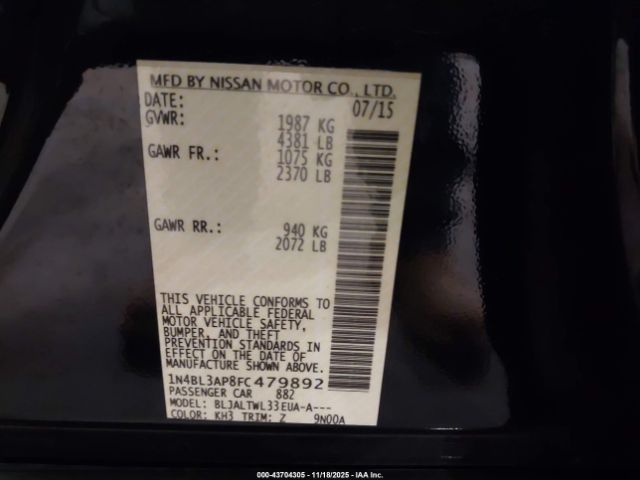 MFD BY NISSAN MOTOR CO., LTD.
DATE: 07/15
GVWR: 1987 KG
4381 LB
GAWR FR.: 1075 KG
2370 LB
GAWR RR.: 940 KG
2072 LB
THIS VEHICLE CONFORMS TO
ALL APPLICABLE FEDERAL
MOTOR VEHICLE SAFETY,
BUMPER, AND THEFT
PREVENTION STANDARDS IN
EFFECT ON THE DATE OF
MANUFACTURE SHOWN ABOVE.
1N4BL3AP8FC479892
PASSENGER CAR 882
MODEL: BLJALTWL33EUA-A---
COLOR: KH3 TRIM: Z 9N00A
000-43704305 | 11/18/2025 - IAA Inc.